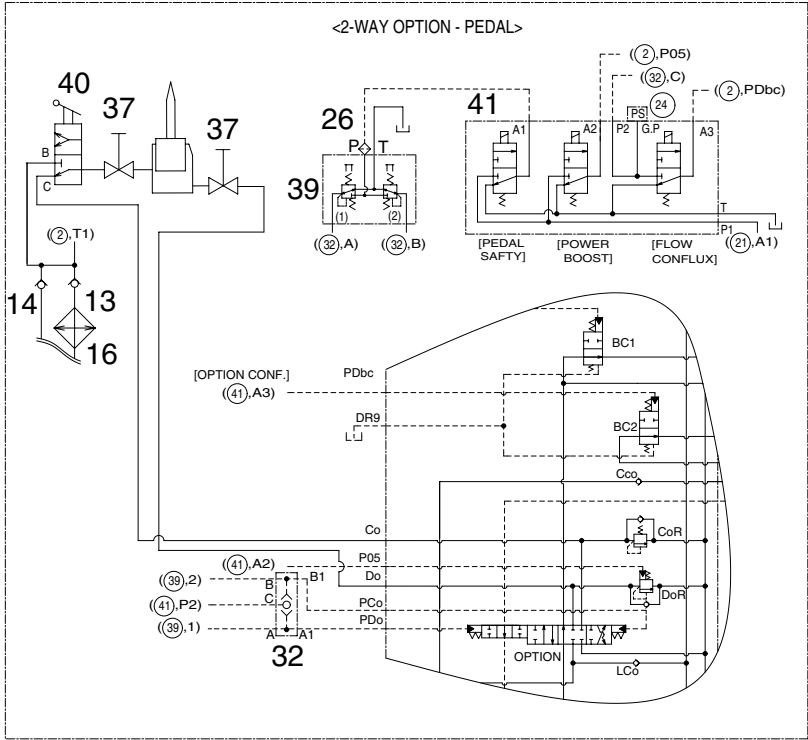 <2-WAY OPTION - PEDAL>
40
37
37
B
C
(2,T1)
14
13
16
26
P
T
39
(1)
(2)
(32,A)
(32,B)
(2,P05)
(32,C)
(2,PDbc)
41
PS
24
A1
A2
P2
G.P
A3
T
P1
(21,A1)
[PEDAL
SAFTY]
[POWER
BOOST]
[FLOW
CONFLUX]
BC1
[OPTION CONF.]
(41,A3)
PDbc
DR9
BC2
Cco
Co
CoR
P05
(41,A2)
Do
DoR
(39,2)
B
B1
(41,P2)
C
PCo
(39,1)
PDo
A
A1
32
OPTION
LCo